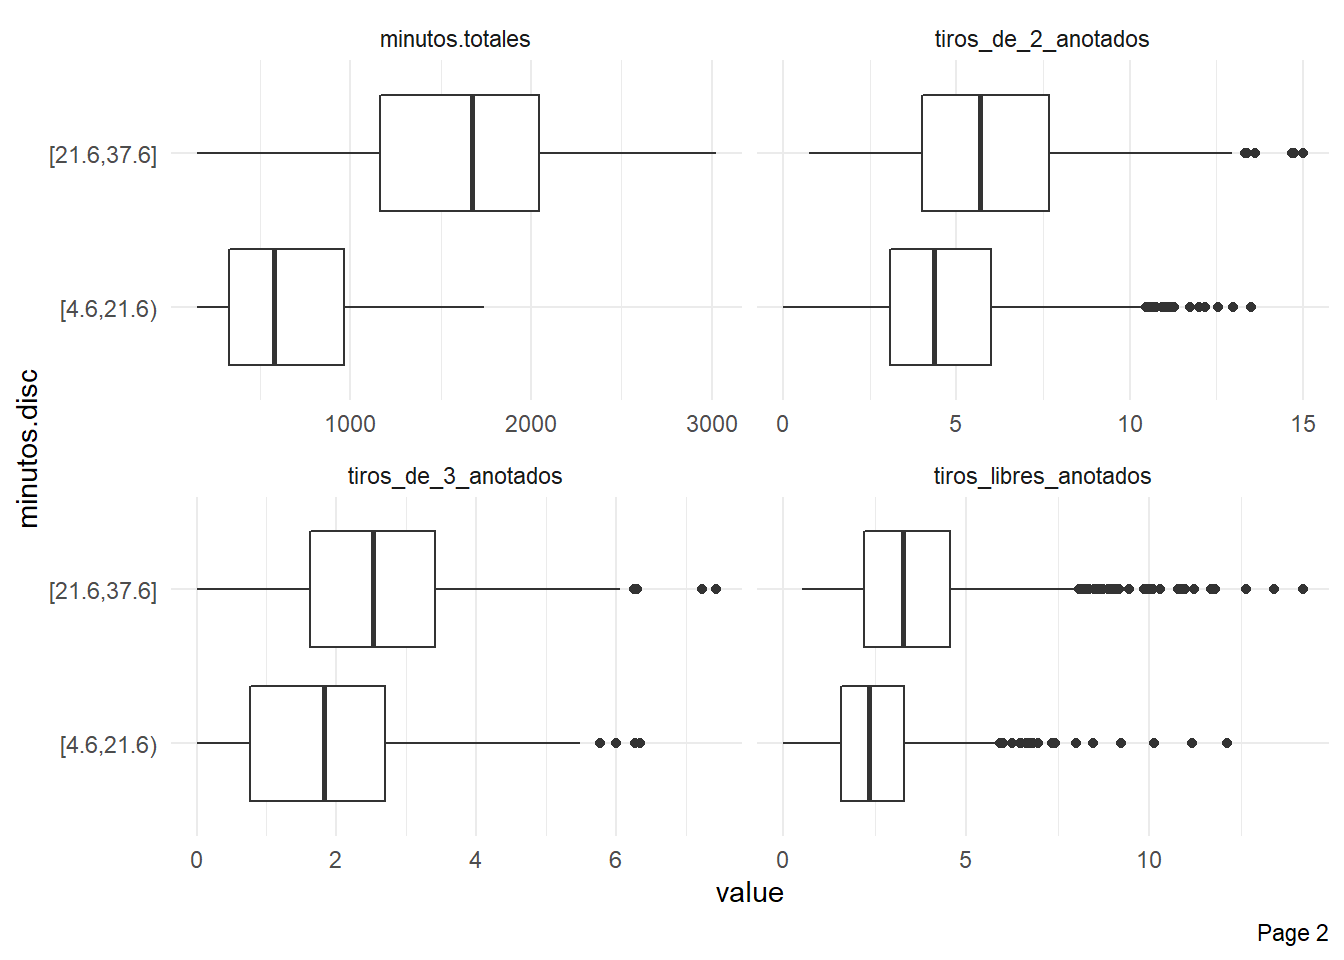 minutos.totales
tiros_de_2_anotados
[21.6,37.6]
[4.6,21.6)
1000 2000 3000
0 5 10 15
tiros_de_3_anotados
tiros_libres_anotados
[21.6,37.6]
[4.6,21.6)
0 2 4 6
0 5 10
minutos.disc
value
Page 2